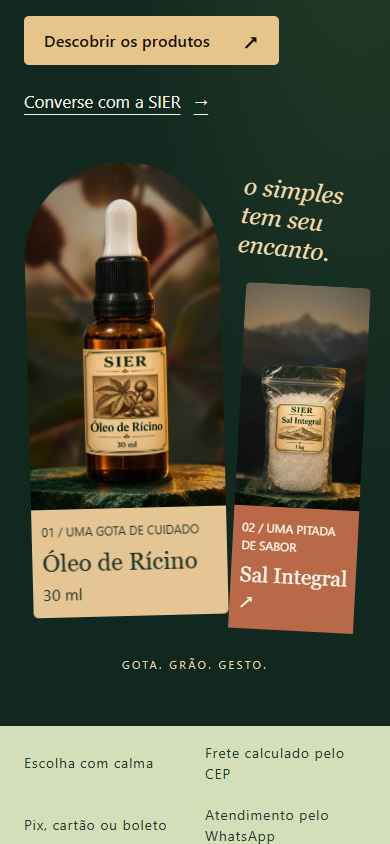 Descobrir os produtos ↗
Converse com a SIER →
o simples
tem seu
encanto.
SIER
Óleo de Rícino
30 ml
SIER
Sal Integral
1 kg
01 / UMA GOTA DE CUIDADO
Óleo de Rícino
30 ml
02 / UMA PITADA
DE SABOR
Sal Integral
↗
GOTA. GRÃO. GESTO.
Escolha com calma
Frete calculado pelo
CEP
Pix, cartão ou boleto
Atendimento pelo
WhatsApp